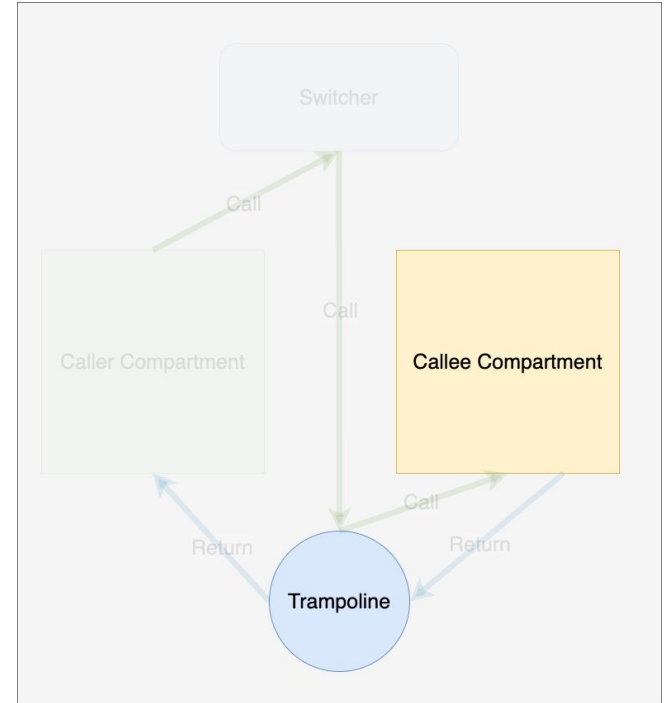 Switcher
Call
Call
Caller Compartment
Callee Compartment
Call
Return
Return
Trampoline